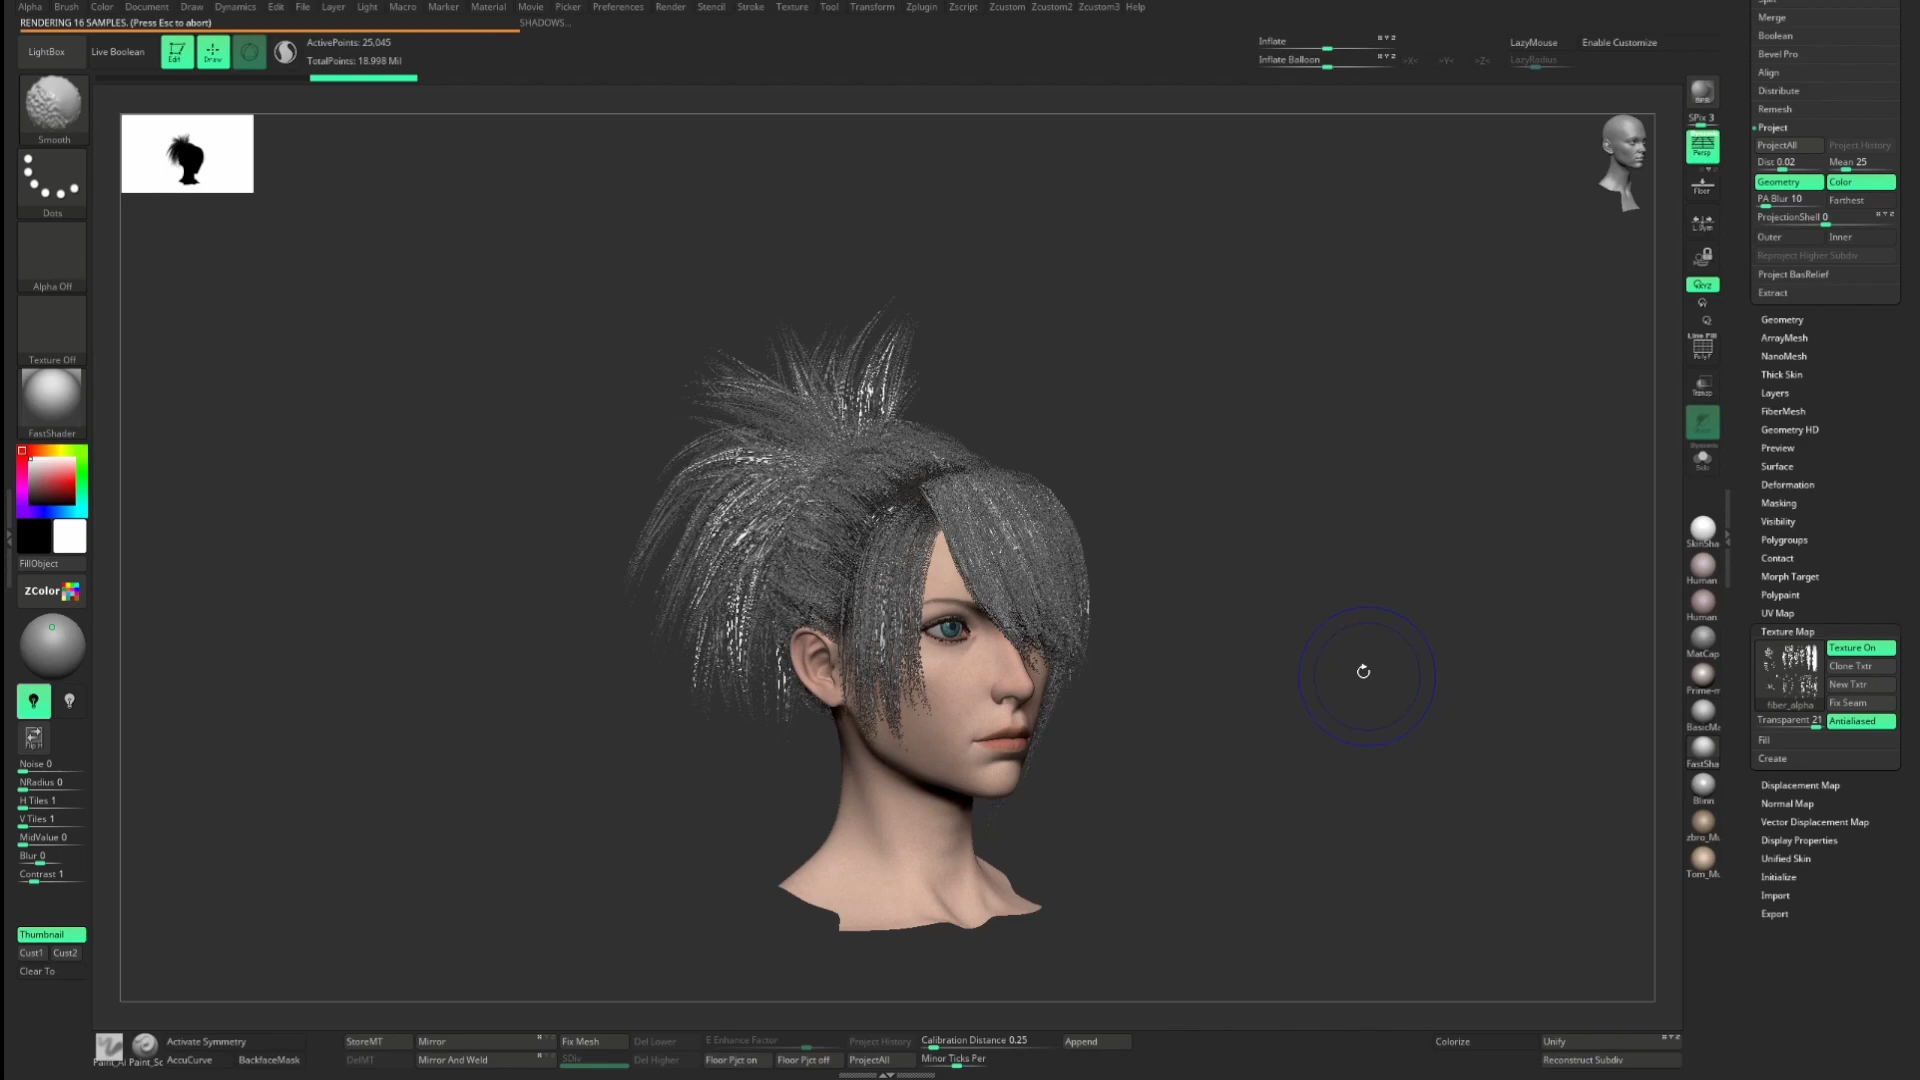 Alpha Brush Color Document Draw Dynamics Edit File Layer Light Macro Marker Material Movie Picker Preferences Render Stencil Stroke Texture Tool Transform Zplugin Zscript Zcustom Zcustom2 Zcustom3 Help
RENDERING 16 SAMPLES. (Press Esc to abort) SHADOWS...
LightBox
Live Boolean
Edit
Draw
ActivePoints: 25,045
TotalPoints: 18.998 Mil
Inflate
Inflate Balloon
LazyMouse
LazyRadius
Enable Customize
Smooth
Dots
Alpha Off
Texture Off
FastShader
FillObject
ZColor
Flip H
Noise 0
NRadius 0
H Tiles 1
V Tiles 1
MidValue 0
Blur 0
Contrast 1
Thumbnail
Cust1 Cust2
Clear To
SPix 3
Persp
Floor
L.Sym
XYZ
Line Fill
PolyF
Transp
Dynamic
Solo
SkinSha
Human
Human
MatCap
Prime-m
BasicMa
FastSha
Blinn
zbro_Mu
Tom_Mu
Merge
Boolean
Bevel Pro
Align
Distribute
Remesh
Project
ProjectAll Project History
Dist 0.02 Mean 25
Geometry Color
PA Blur 10 Farthest
ProjectionShell 0
Outer Inner
Reproject Higher Subdiv
Project BasRelief
Extract
Geometry
ArrayMesh
NanoMesh
Thick Skin
Layers
FiberMesh
Geometry HD
Preview
Surface
Deformation
Masking
Visibility
Polygroups
Contact
Morph Target
Polypaint
UV Map
Texture Map
Texture On
Clone Txtr
New Txtr
Fix Seam
fiber_alpha
Transparent 21 Antialiased
Fill
Create
Displacement Map
Normal Map
Vector Displacement Map
Display Properties
Unified Skin
Initialize
Import
Export
Activate Symmetry
AccuCurve BackfaceMask
StoreMT Mirror
DelMT Mirror And Weld
Fix Mesh Del Lower E Enhance Factor Project History Calibration Distance 0.25 Append
SDiv Del Higher Floor Pjct on Floor Pjct off ProjectAll Minor Ticks Per
Colorize Unify
Reconstruct Subdiv